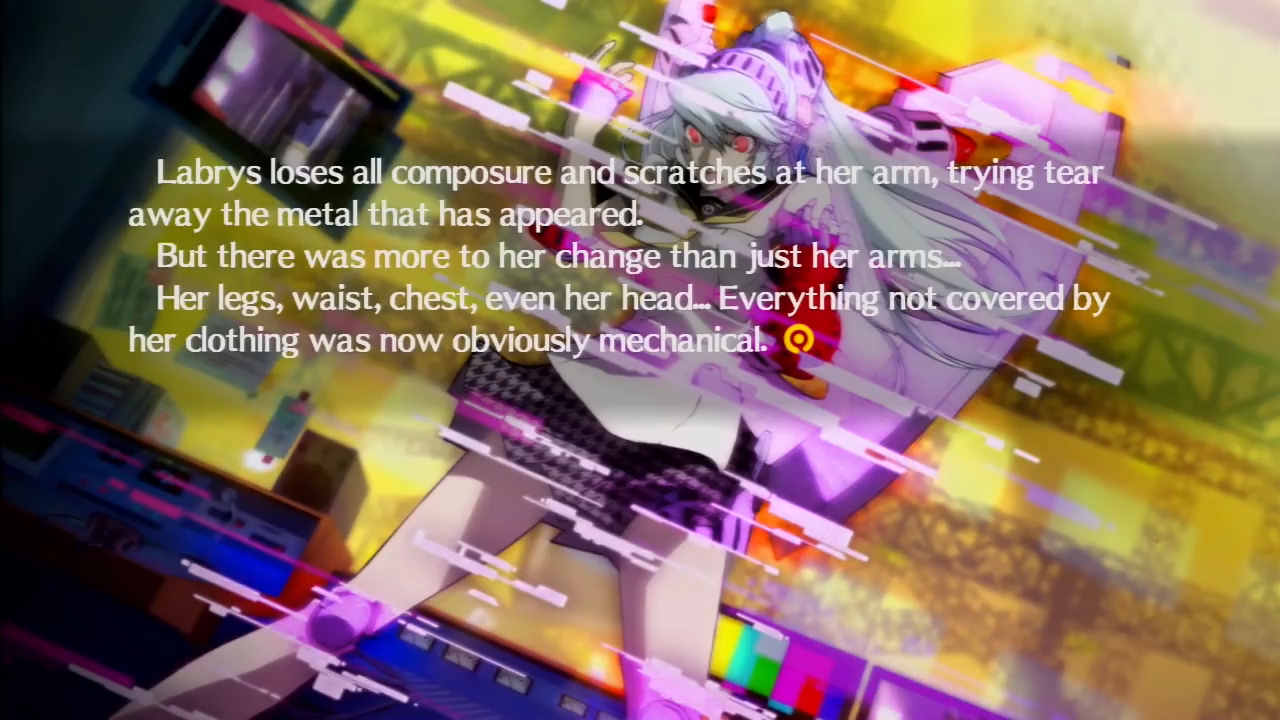 Labrys loses all composure and scratches at her arm, trying tear
away the metal that has appeared.
But there was more to her change than just her arms...
Her legs, waist, chest, even her head... Everything not covered by
her clothing was now obviously mechanical.